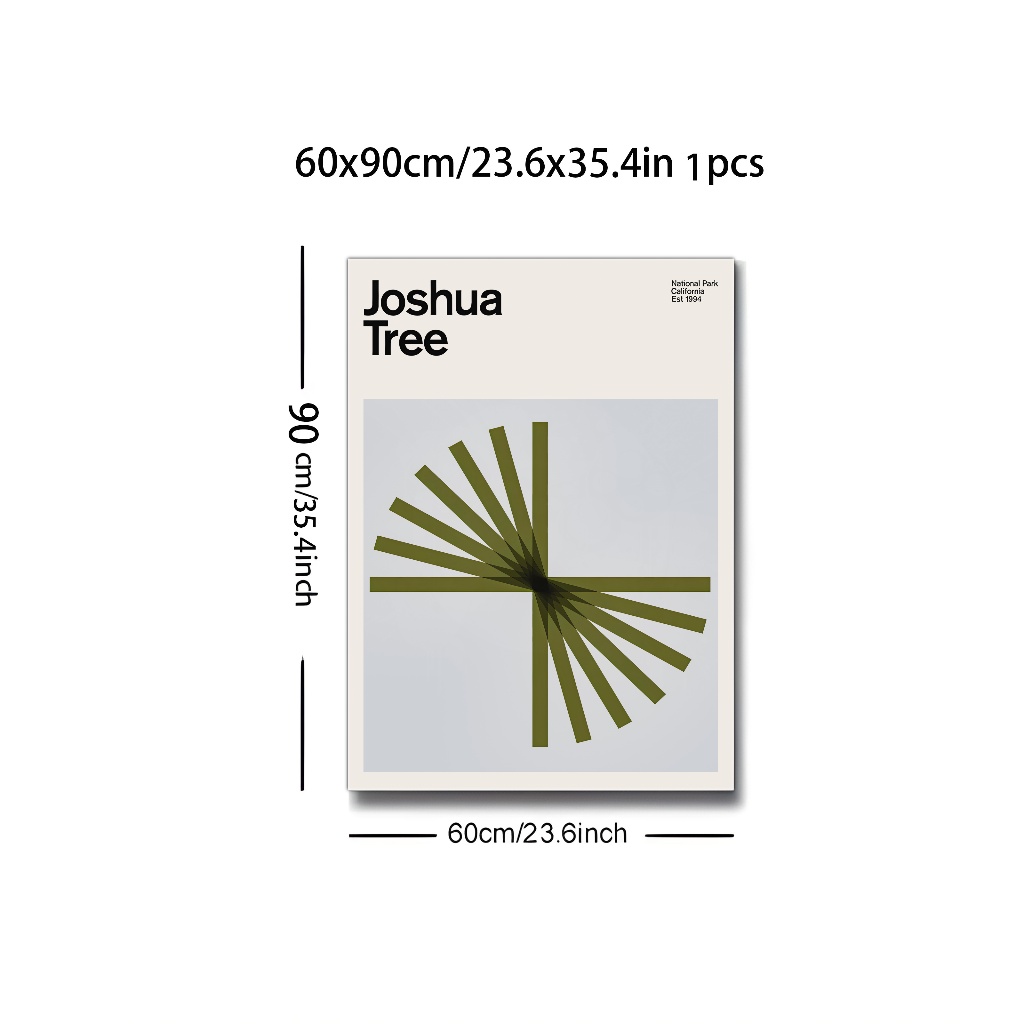 60x90cm/23.6x35.4in 1pcs
Joshua
Tree
National Park
California
Est 1994
90 cm/35.4inch
60cm/23.6inch